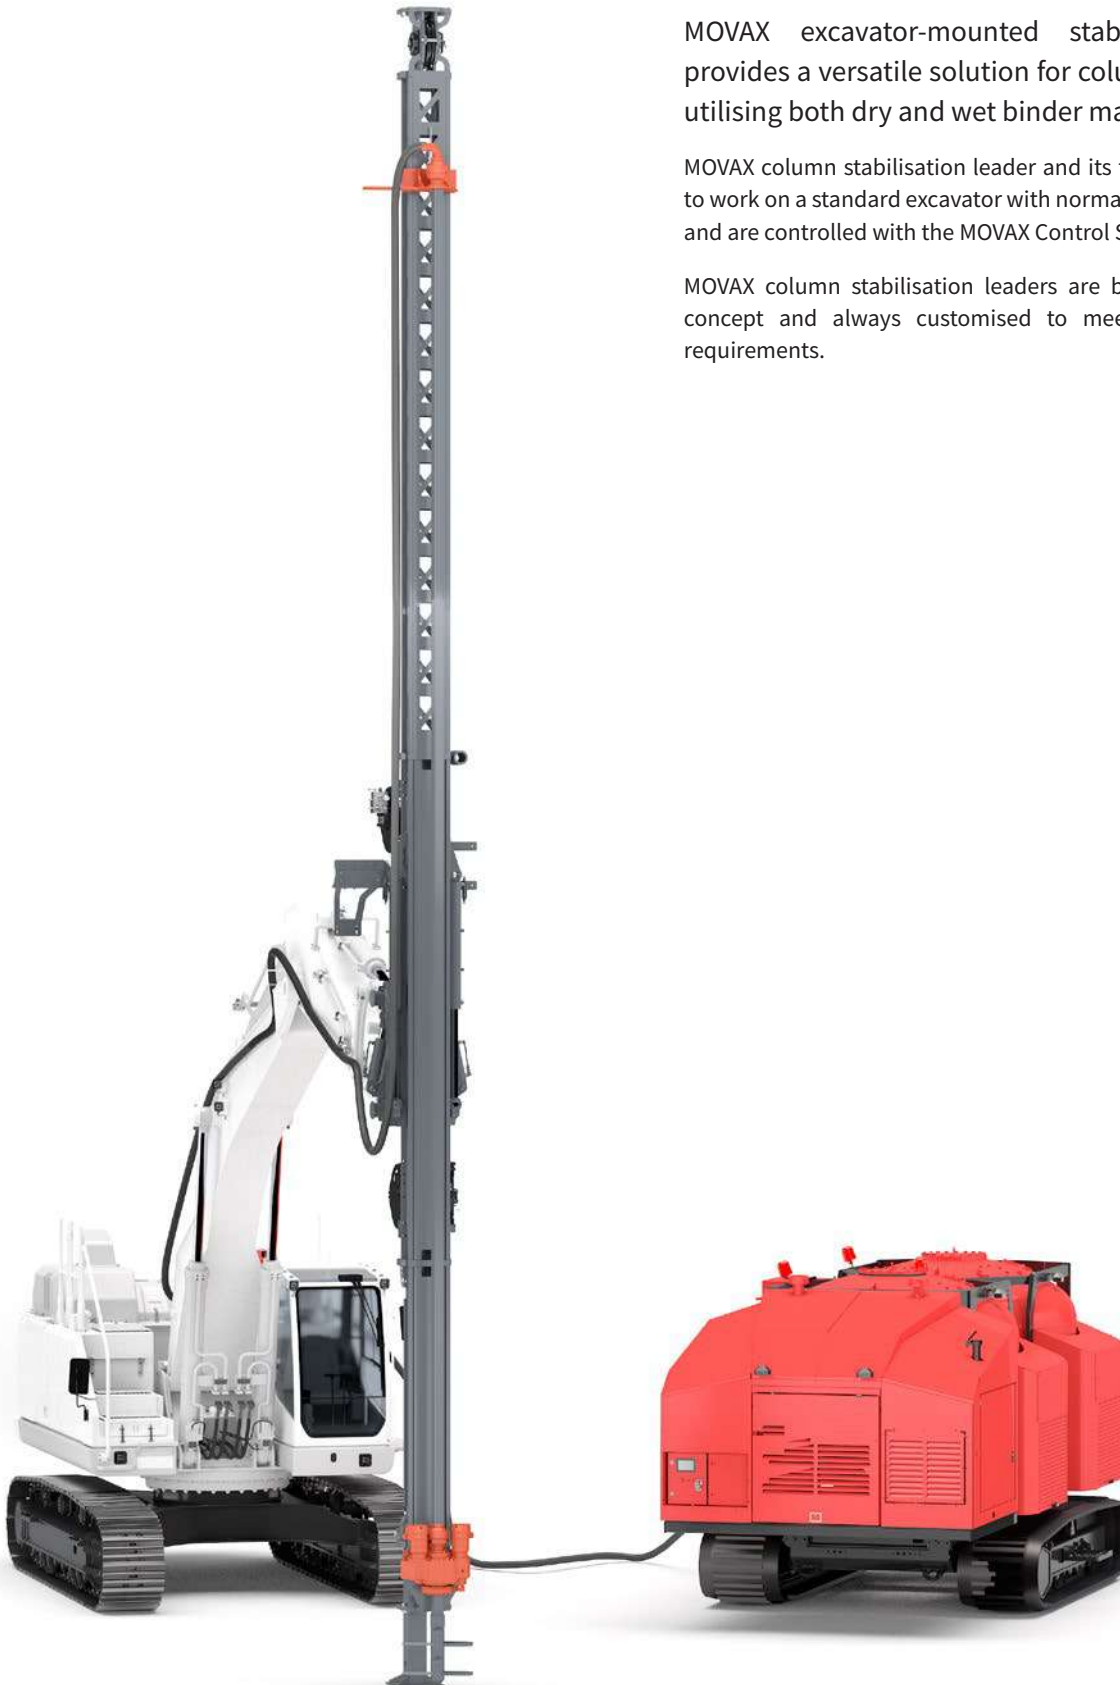 MOVAX excavator-mounted stab
provides a versatile solution for colu
utilising both dry and wet binder ma
MOVAX column stabilisation leader and its
to work on a standard excavator with norma
and are controlled with the MOVAX Control S
MOVAX column stabilisation leaders are b
concept and always customised to mee
requirements.